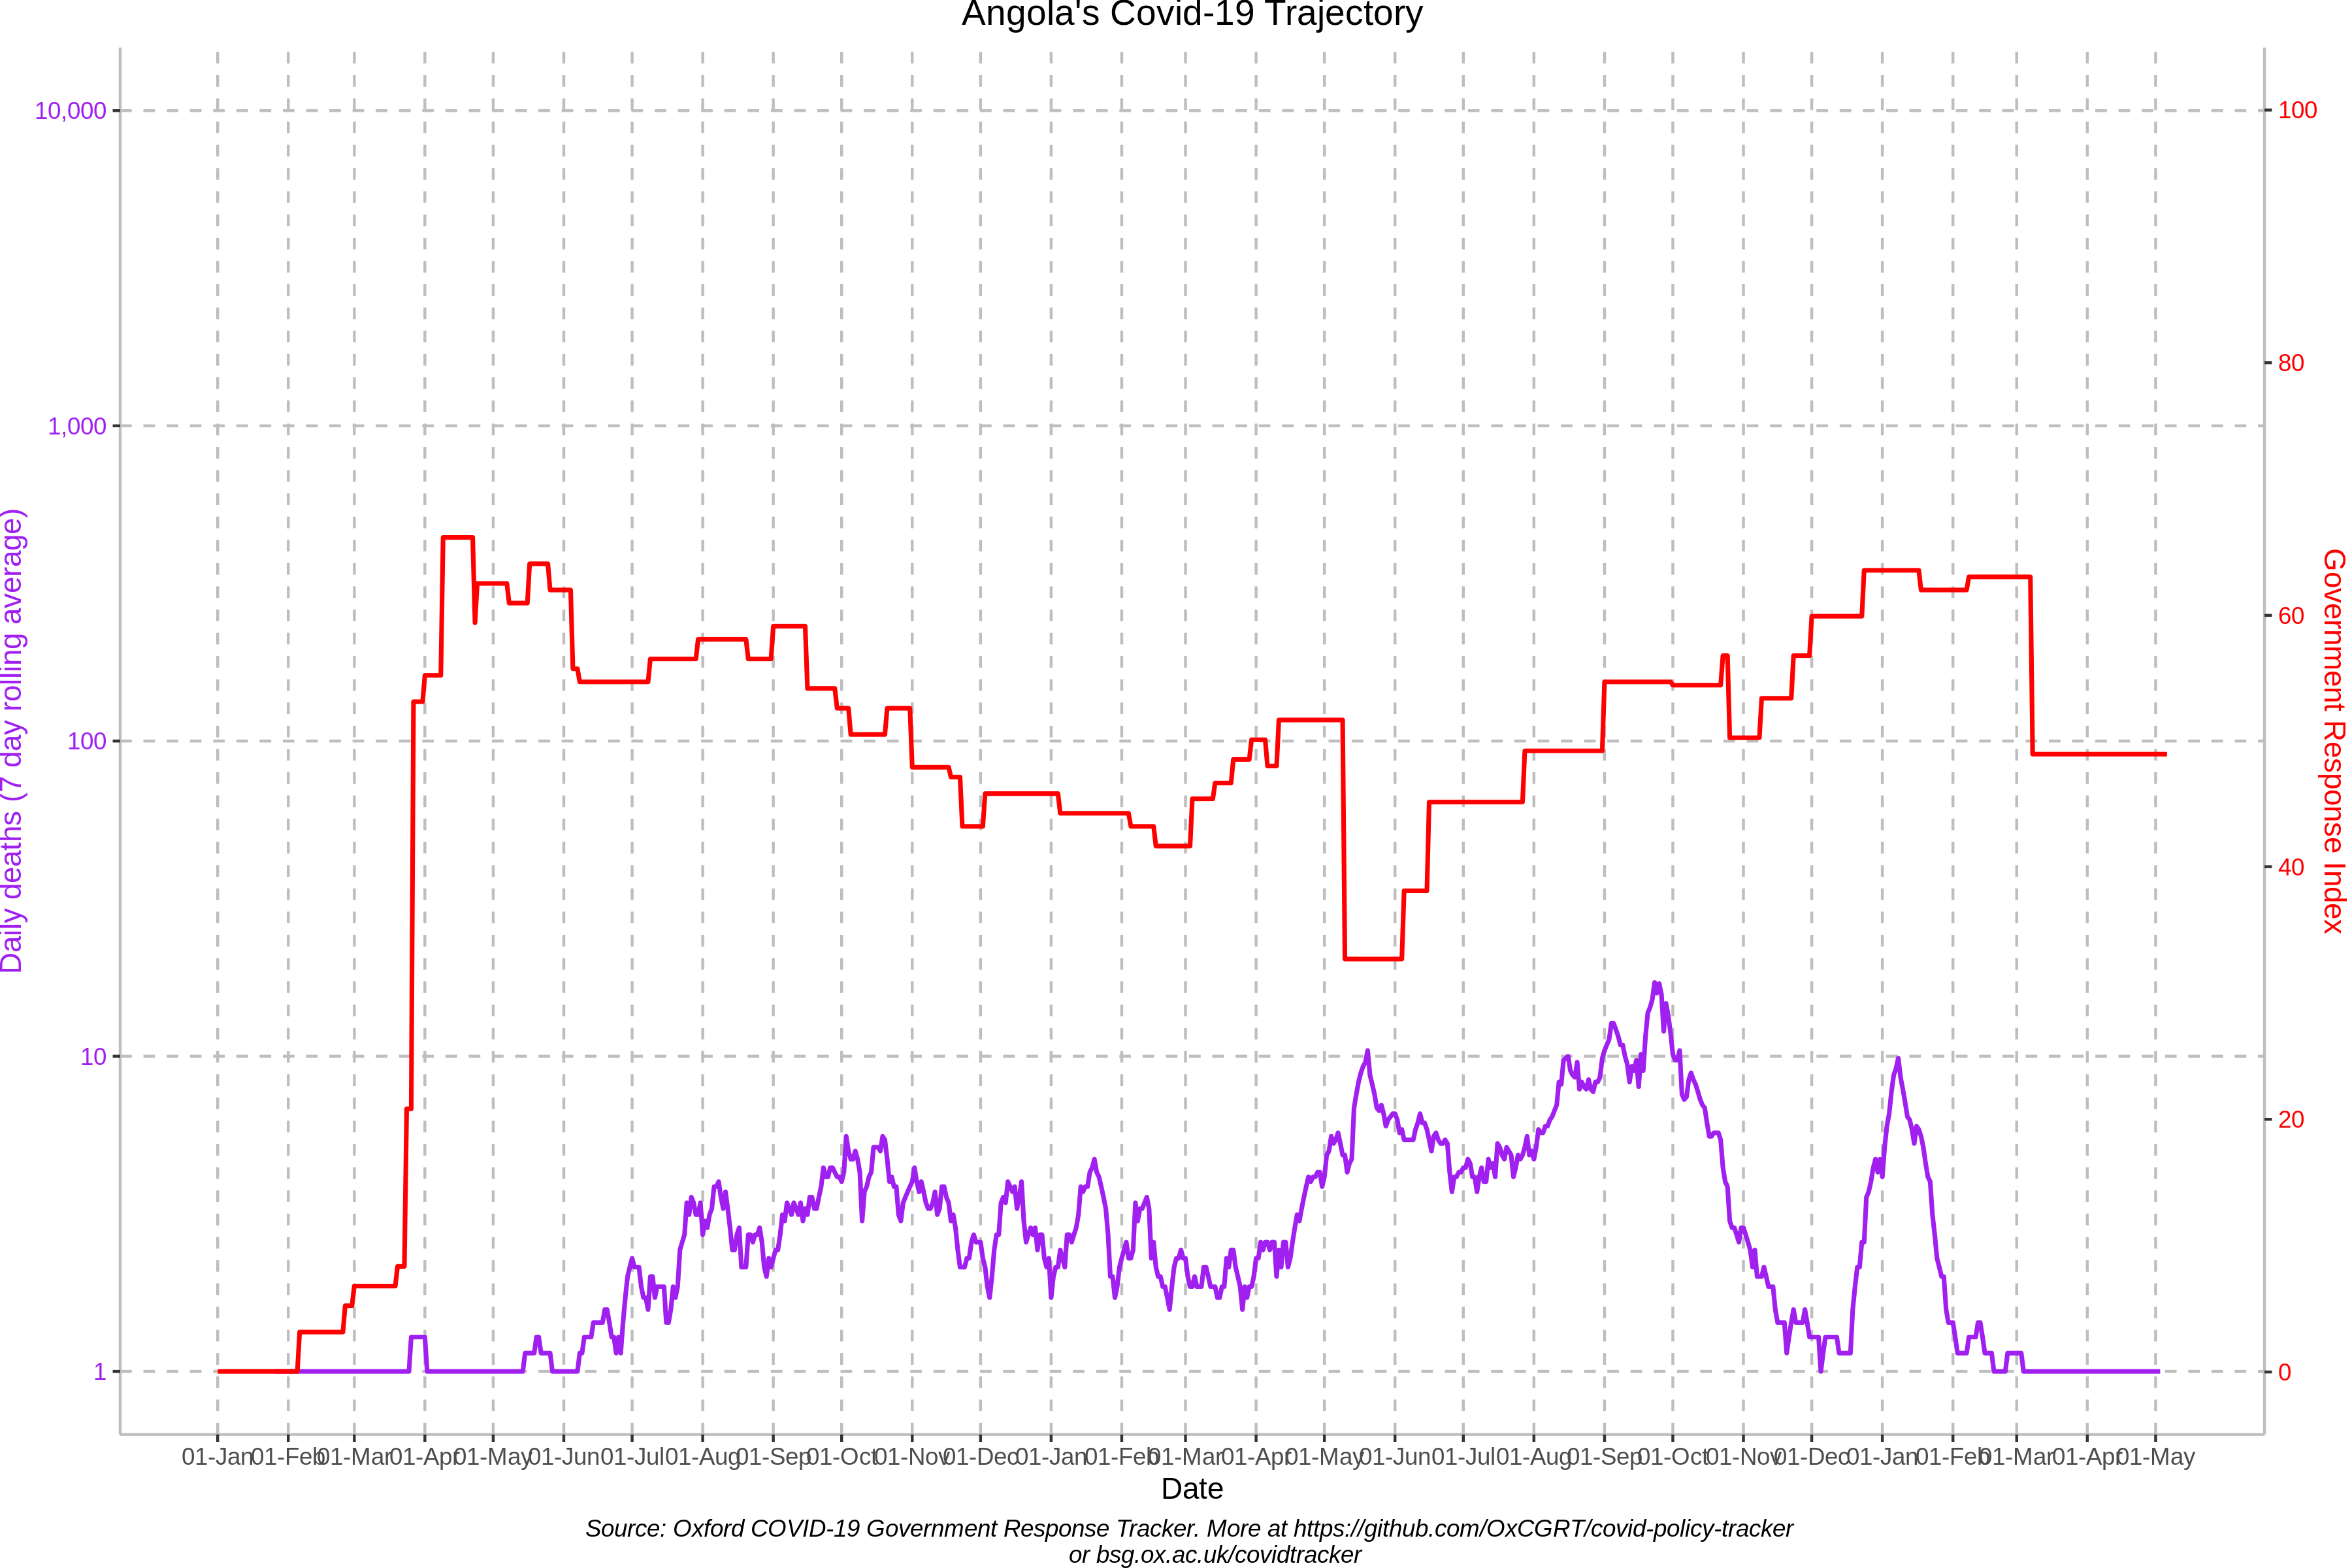 Angola's Covid-19 Trajectory
10,000
1,000
100
10
1
Daily deaths (7 day rolling average)
100
80
60
40
20
0
Government Response Index
01-Jan 01-Feb 01-Mar 01-Apr 01-May 01-Jun 01-Jul 01-Aug 01-Sep 01-Oct 01-Nov 01-Dec 01-Jan 01-Feb 01-Mar 01-Apr 01-May 01-Jun 01-Jul 01-Aug 01-Sep 01-Oct 01-Nov 01-Dec 01-Jan 01-Feb 01-Mar 01-Apr 01-May
Date
Source: Oxford COVID-19 Government Response Tracker. More at https://github.com/OxCGRT/covid-policy-tracker
or bsg.ox.ac.uk/covidtracker